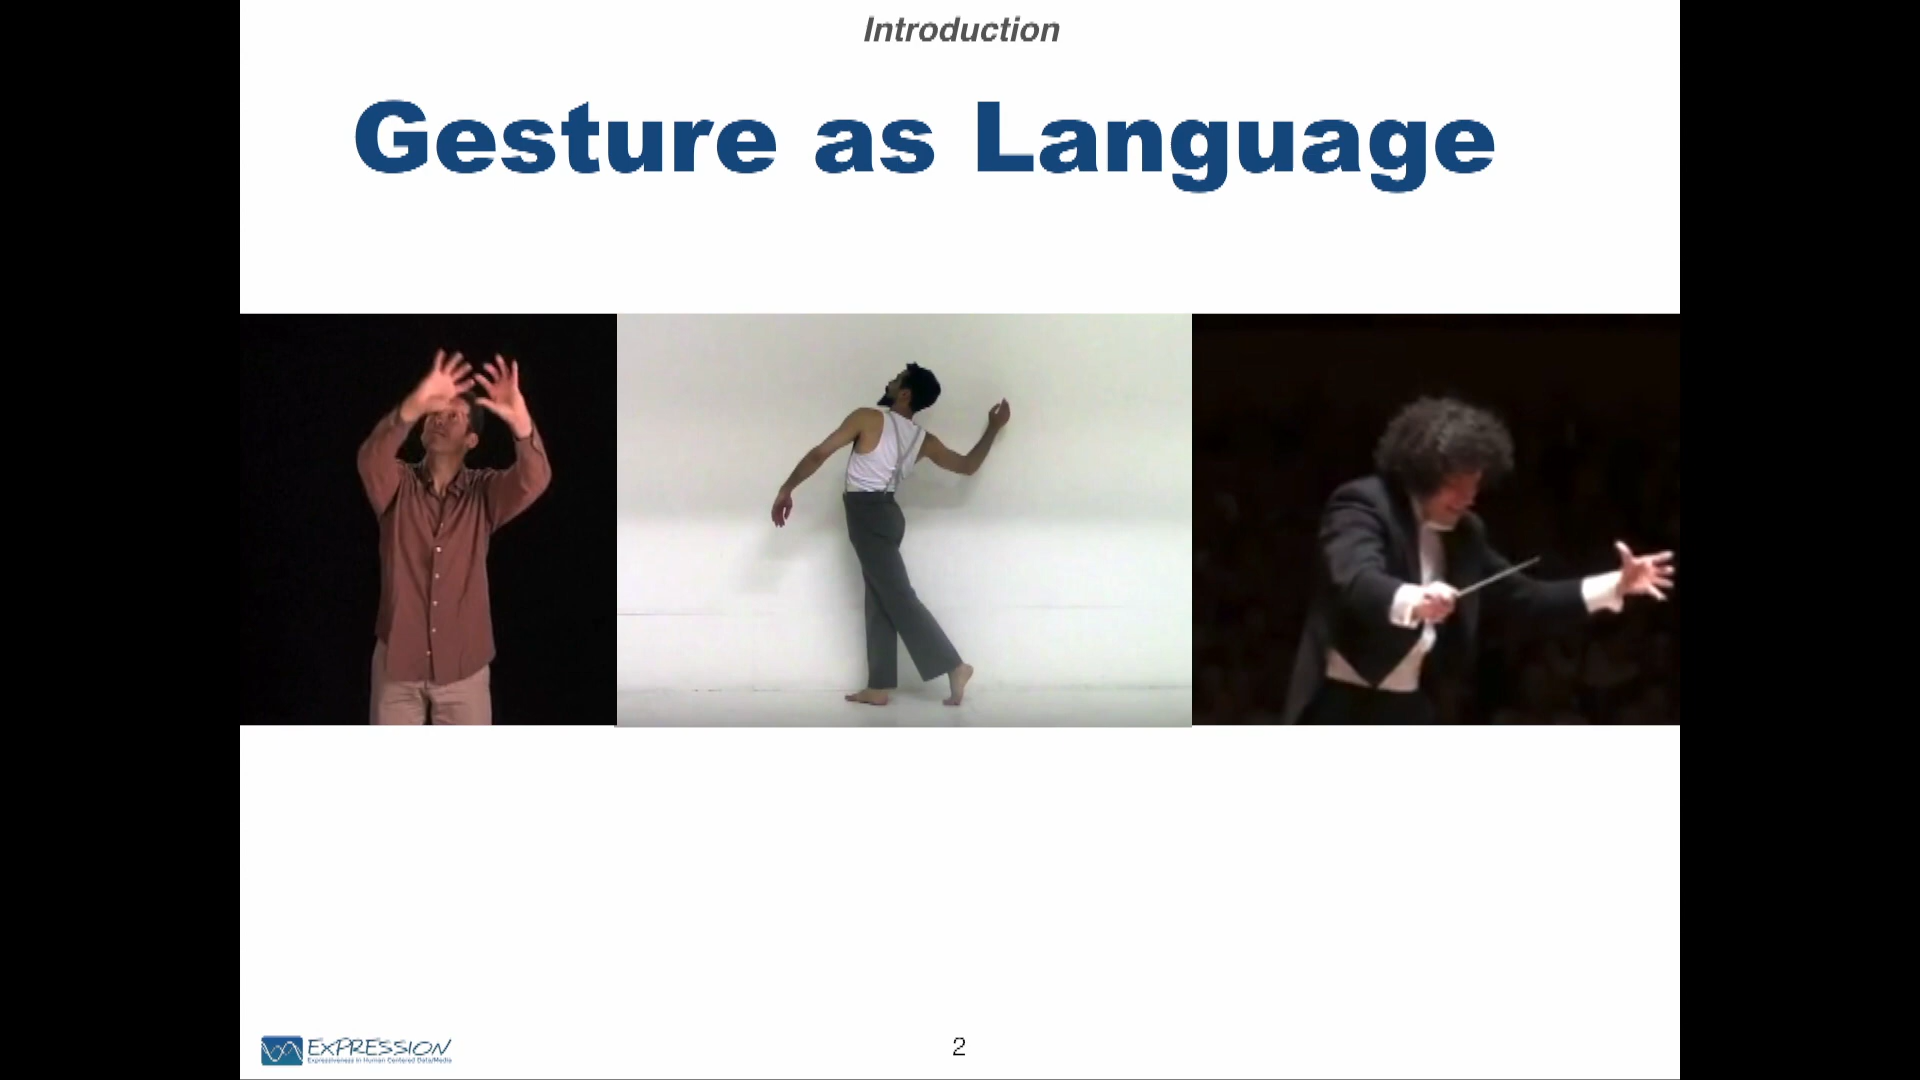 Introduction
Gesture as Language
EXPRESSION
Expressiveness in Human Centered Data/Media
2